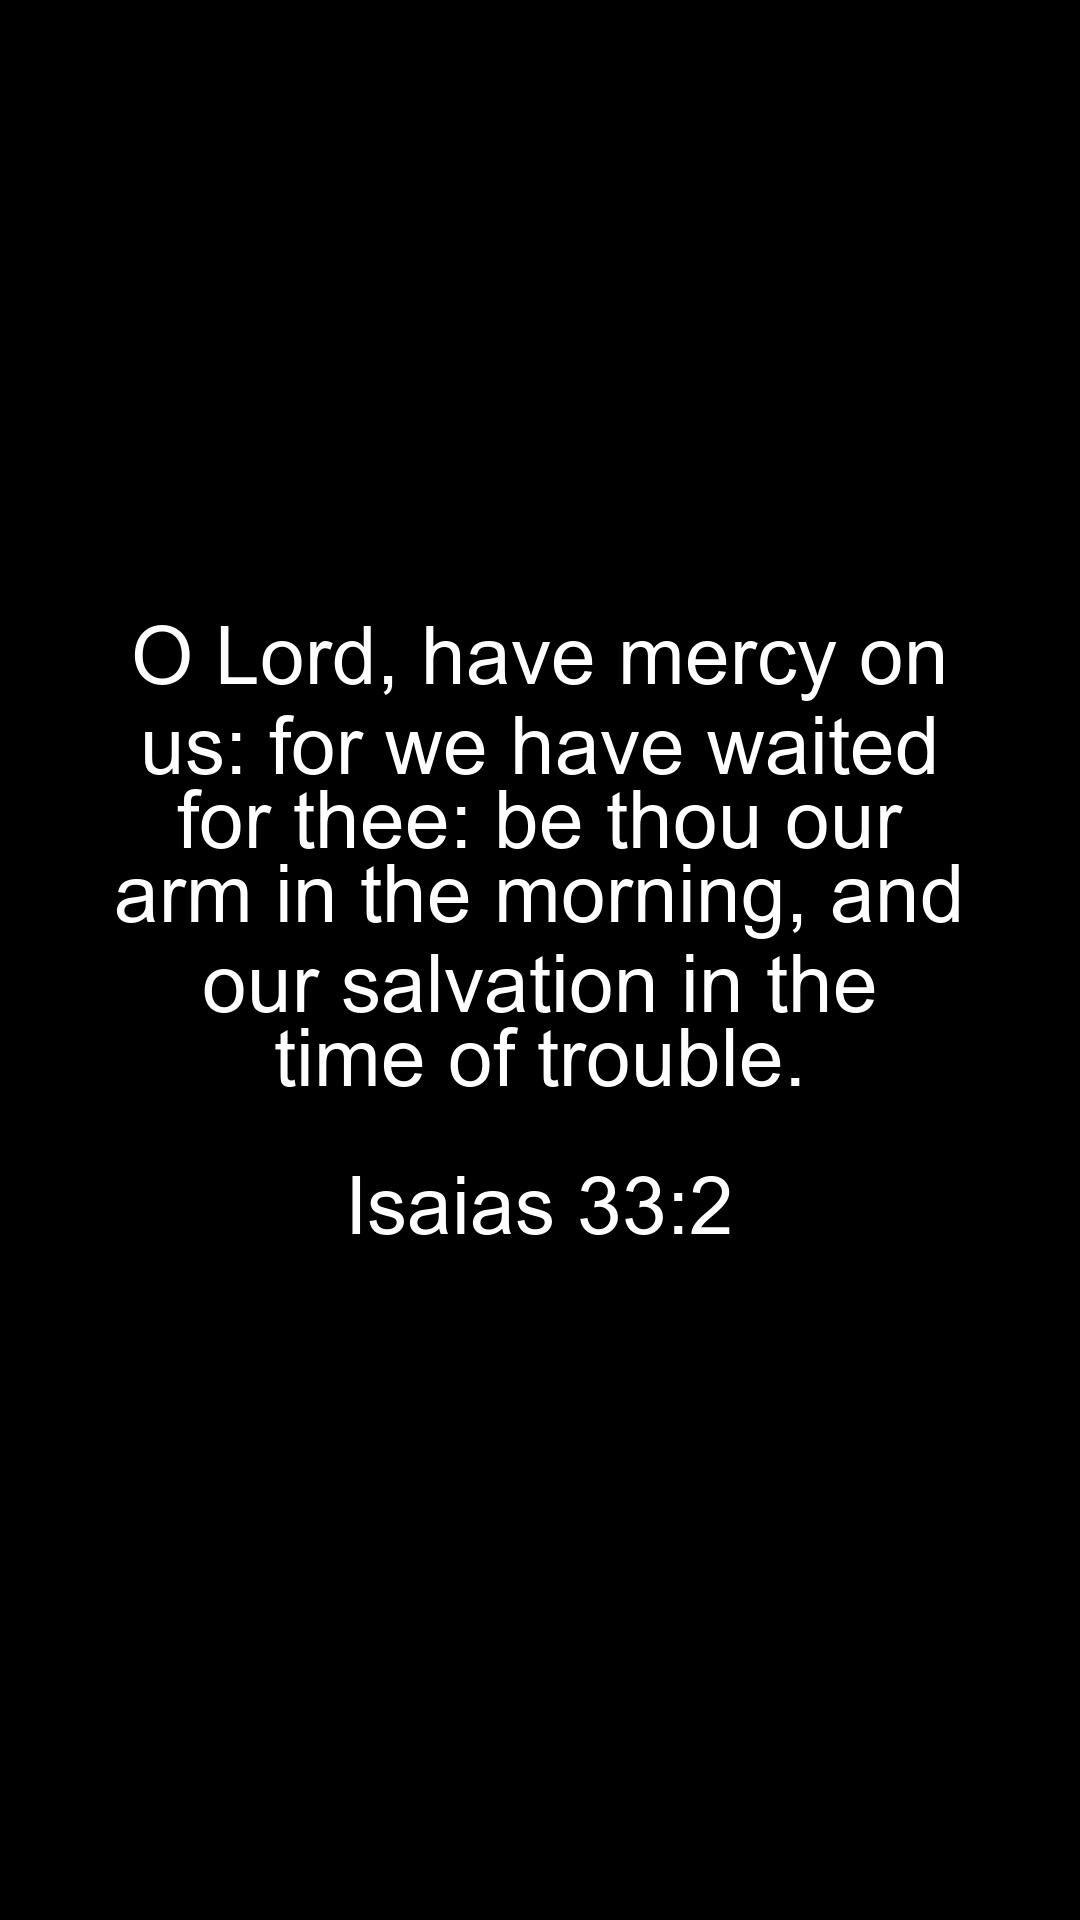 O Lord, have mercy on
us: for we have waited
for thee: be thou our
arm in the morning, and
our salvation in the
time of trouble.
Isaias 33:2